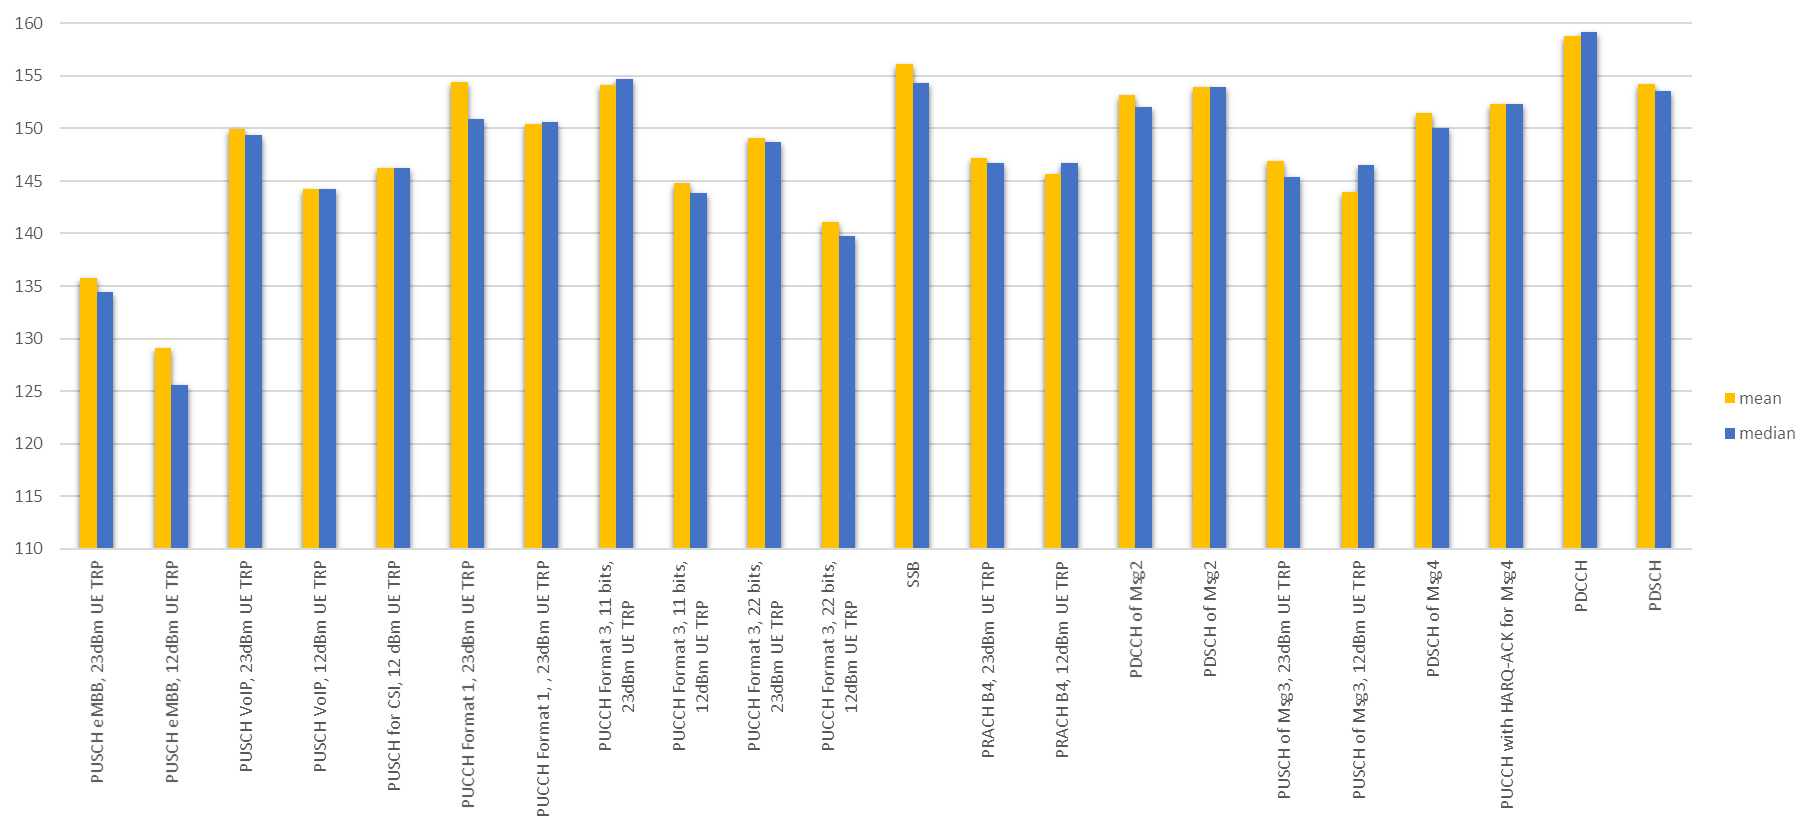 160
155
150
145
140
135
130
125
120
115
110
PUSCH eMBB, 23dBm UE TRP
PUSCH eMBB, 12dBm UE TRP
PUSCH VoIP, 23dBm UE TRP
PUSCH VoIP, 12dBm UE TRP
PUSCH for CSI, 12 dBm UE TRP
PUCCH Format 1, 23dBm UE TRP
PUCCH Format 1, , 23dBm UE TRP
PUCCH Format 3, 11 bits,
23dBm UE TRP
PUCCH Format 3, 11 bits,
12dBm UE TRP
PUCCH Format 3, 22 bits,
23dBm UE TRP
PUCCH Format 3, 22 bits,
12dBm UE TRP
SSB
PRACH B4, 23dBm UE TRP
PRACH B4, 12dBm UE TRP
PDCCH of Msg2
PDSCH of Msg2
PUSCH of Msg3, 23dBm UE TRP
PUSCH of Msg3, 12dBm UE TRP
PDSCH of Msg4
PUCCH with HARQ-ACK for Msg4
PDCCH
PDSCH
mean
median